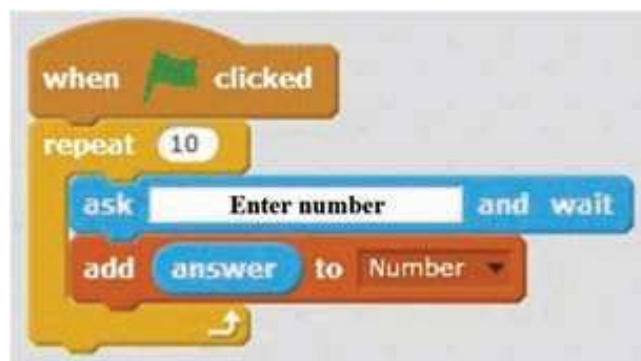 when clicked
repeat 10
ask Enter number and wait
add answer to Number